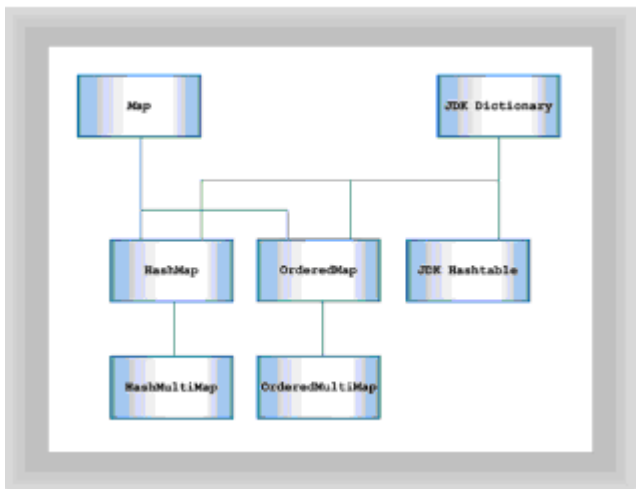 Map
JDK Dictionary
HashMap
OrderedMap
JDK Hashtable
HashMultiMap
OrderedMultiMap